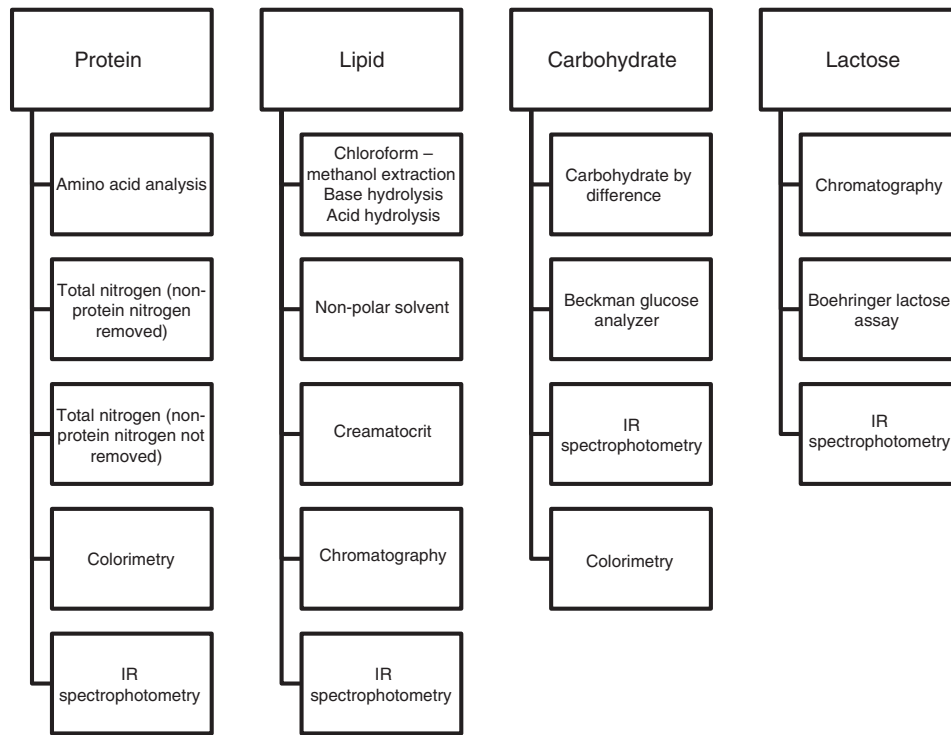 Protein
Amino acid analysis
Total nitrogen (non-
protein nitrogen
removed)
Total nitrogen (non-
protein nitrogen not
removed)
Colorimetry
IR
spectrophotometry
Lipid
Chloroform –
methanol extraction
Base hydrolysis
Acid hydrolysis
Non-polar solvent
Creamatocrit
Chromatography
IR
spectrophotometry
Carbohydrate
Carbohydrate by
difference
Beckman glucose
analyzer
IR
spectrophotometry
Colorimetry
Lactose
Chromatography
Boehringer lactose
assay
IR
spectrophotometry